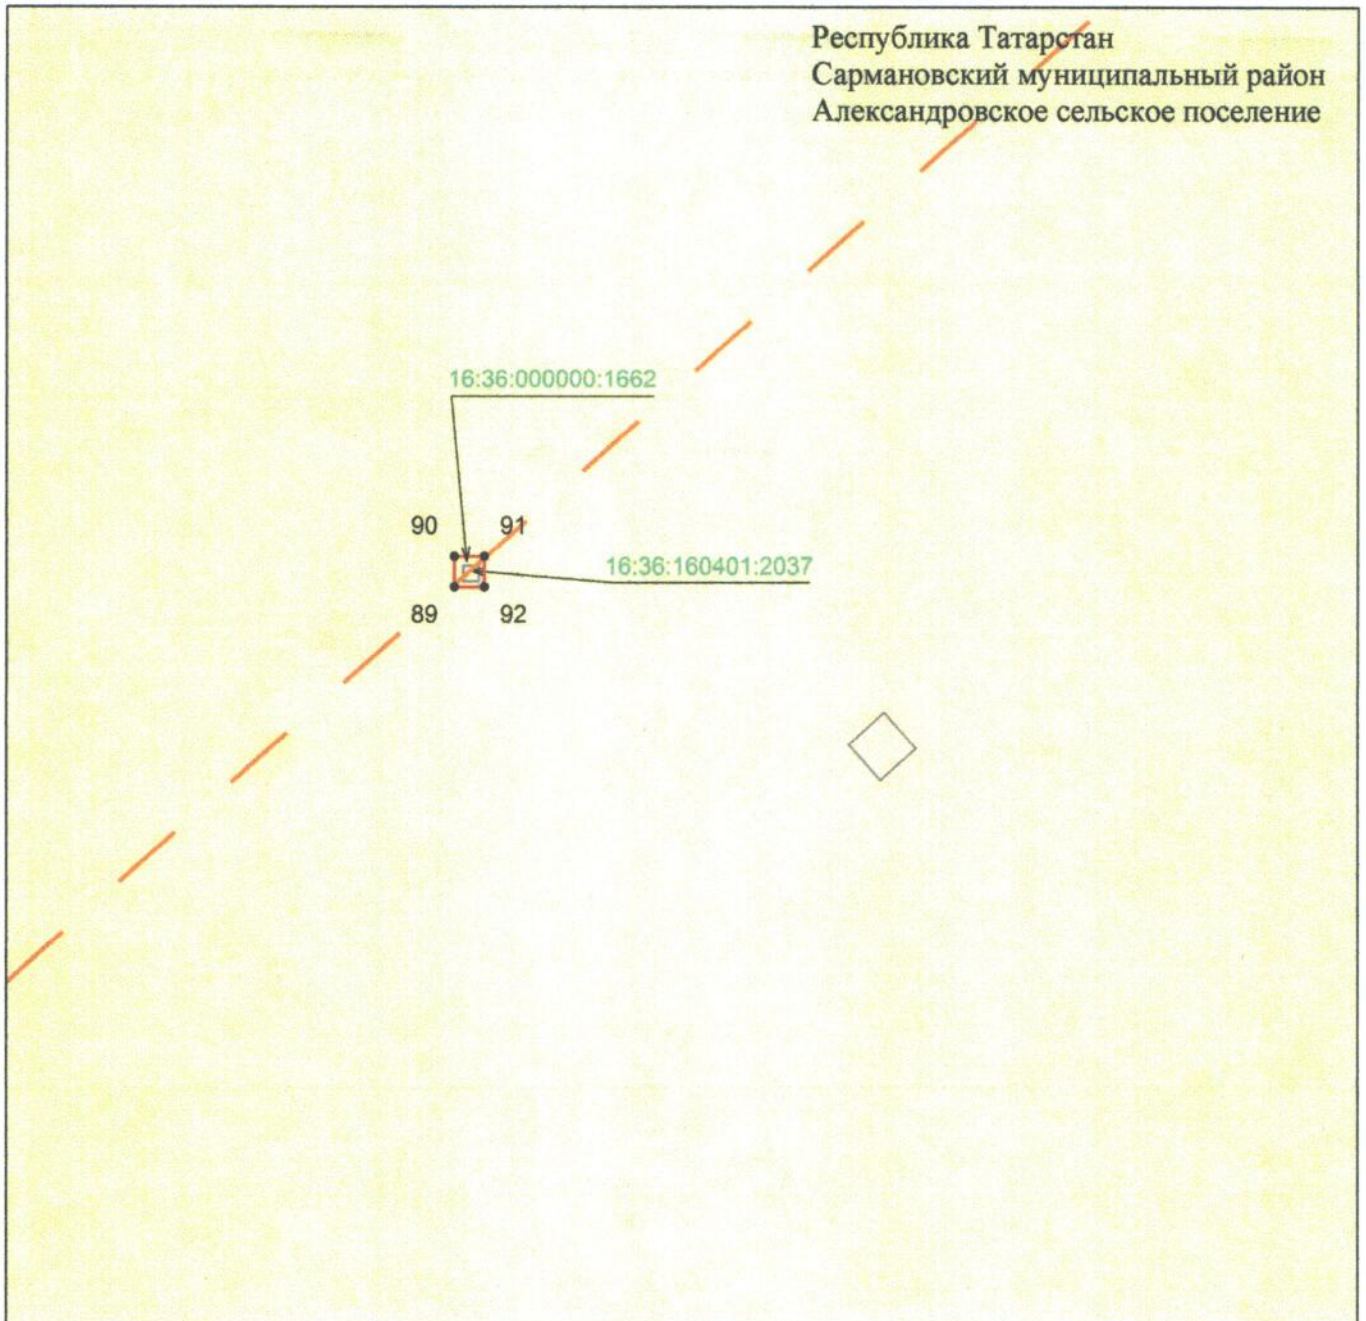 Республика Татарстан
Сармановский муниципальный район
Александровское сельское поселение
16:36:000000:1662
90
91
16:36:160401:2037
89
92